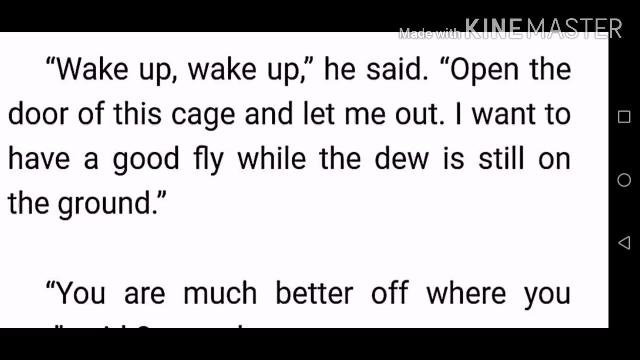 Made with KINEMASTER
“Wake up, wake up,” he said. “Open the
door of this cage and let me out. I want to
have a good fly while the dew is still on
the ground.”
“You are much better off where you